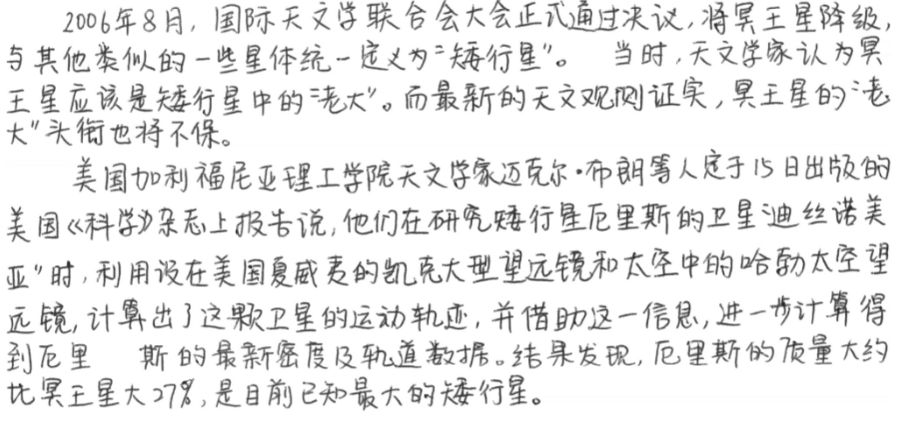 2006年8月，国际天文学联合会大会正式通过决议，将冥王星降级，
与其他类似的一些星体统一定义为“矮行星”。 当时，天文学家认为冥
王星应该是矮行星中的“老大”。而最新的天文观测证实，冥王星的“老
大”头衔也将不保。
美国加利福尼亚理工学院天文学家迈克尔·布朗等人定于15日出版的
美国《科学》杂志上报告说，他们在研究矮行星厄里斯的卫星“迪丝诺美
亚”时，利用设在美国夏威夷的凯克大型望远镜和太空中的哈勃太空望
远镜，计算出了这颗卫星的运动轨迹，并借助这一信息，进一步计算得
到厄里 斯的最新密度及轨道数据。结果发现，厄里斯的质量大约
比冥王星大27%，是目前已知最大的矮行星。